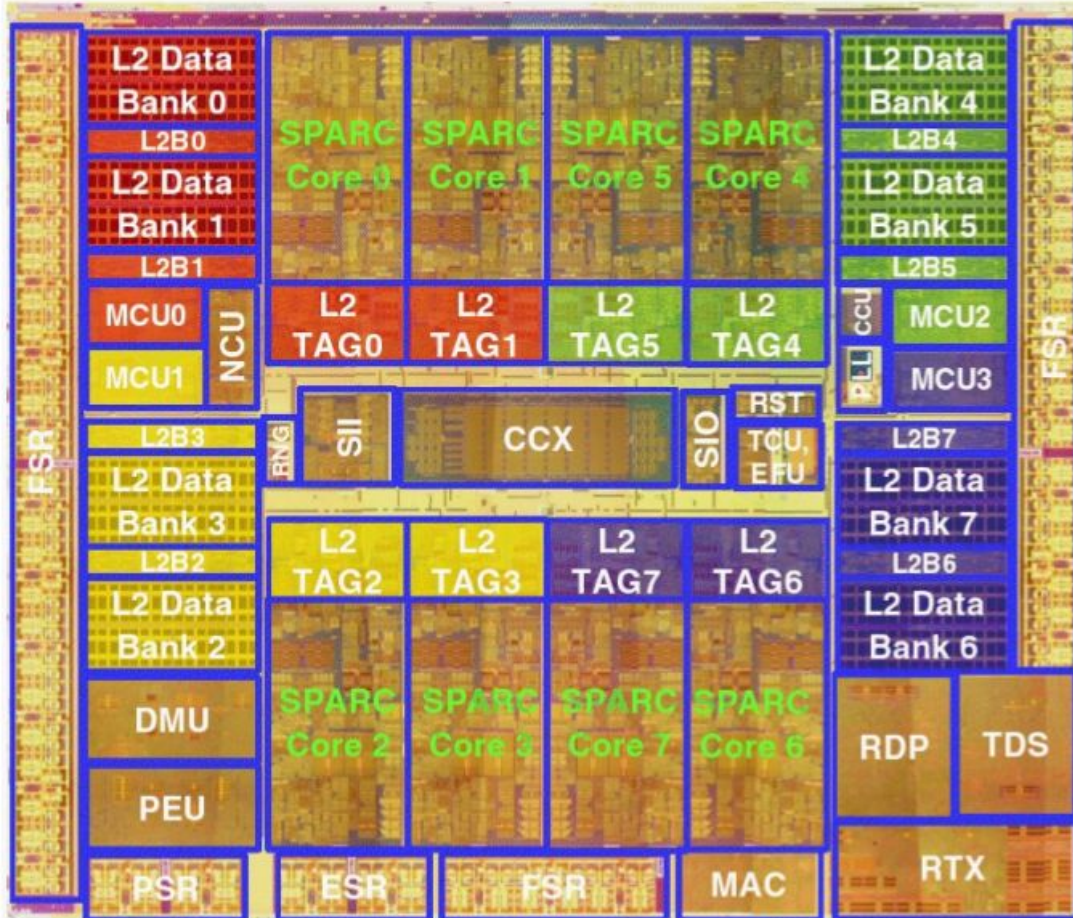 L2 Data
Bank 0
L2B0
L2 Data
Bank 1
L2B1
MCU0
NCU
MCU1
SPARC
Core 0
SPARC
Core 1
SPARC
Core 5
SPARC
Core 4
L2
TAG0
L2
TAG1
L2
TAG5
L2
TAG4
L2 Data
Bank 4
L2B4
L2 Data
Bank 5
L2B5
CCU
MCU2
PLL
MCU3
FSR
FSR
RNG
SII
CCX
SIO
RST
TCU,
EFU
L2B3
L2 Data
Bank 3
L2B2
L2 Data
Bank 2
L2
TAG2
L2
TAG3
L2
TAG7
L2
TAG6
SPARC
Core 2
SPARC
Core 3
SPARC
Core 7
SPARC
Core 6
L2B7
L2 Data
Bank 7
L2B6
L2 Data
Bank 6
DMU
PEU
RDP
TDS
RTX
PSR
ESR
FSR
MAC